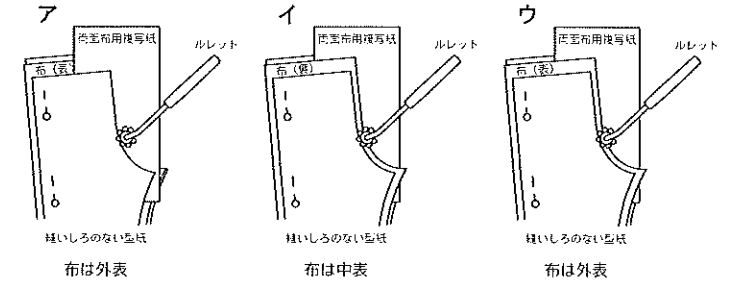 ア
両面布用複写紙
ルレット
布（表）
縫いしろのない型紙
布は外表
イ
両面布用複写紙
ルレット
布（裏）
縫いしろのない型紙
布は中表
ウ
両面布用複写紙
ルレット
布（表）
縫いしろのない型紙
布は外表